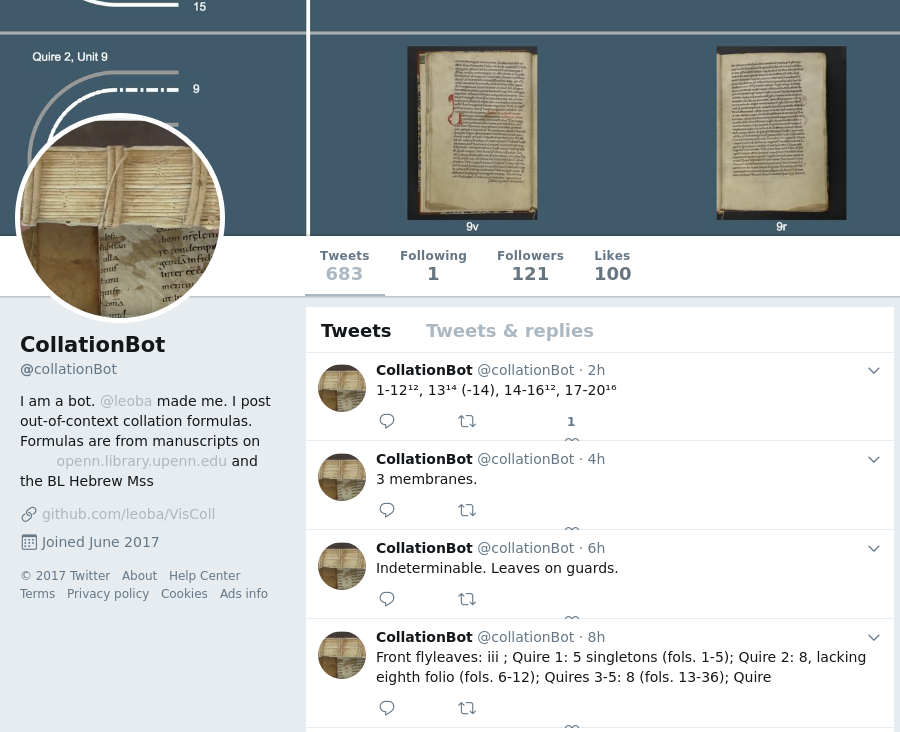 15
Quire 2, Unit 9
9
9v
9r
Tweets Following Followers Likes
683 1 121 100
CollationBot
@collationBot
I am a bot. @leoba made me. I post
out-of-context collation formulas.
Formulas are from manuscripts on
openn.library.upenn.edu and
the BL Hebrew Mss
github.com/leoba/VisColl
Joined June 2017
© 2017 Twitter About Help Center
Terms Privacy policy Cookies Ads info
Tweets Tweets & replies
CollationBot @collationBot · 2h
1-12¹², 13¹⁴ (-14), 14-16¹², 17-20¹⁶
1
CollationBot @collationBot · 4h
3 membranes.
CollationBot @collationBot · 6h
Indeterminable. Leaves on guards.
CollationBot @collationBot · 8h
Front flyleaves: iii ; Quire 1: 5 singletons (fols. 1-5); Quire 2: 8, lacking
eighth folio (fols. 6-12); Quires 3-5: 8 (fols. 13-36); Quire